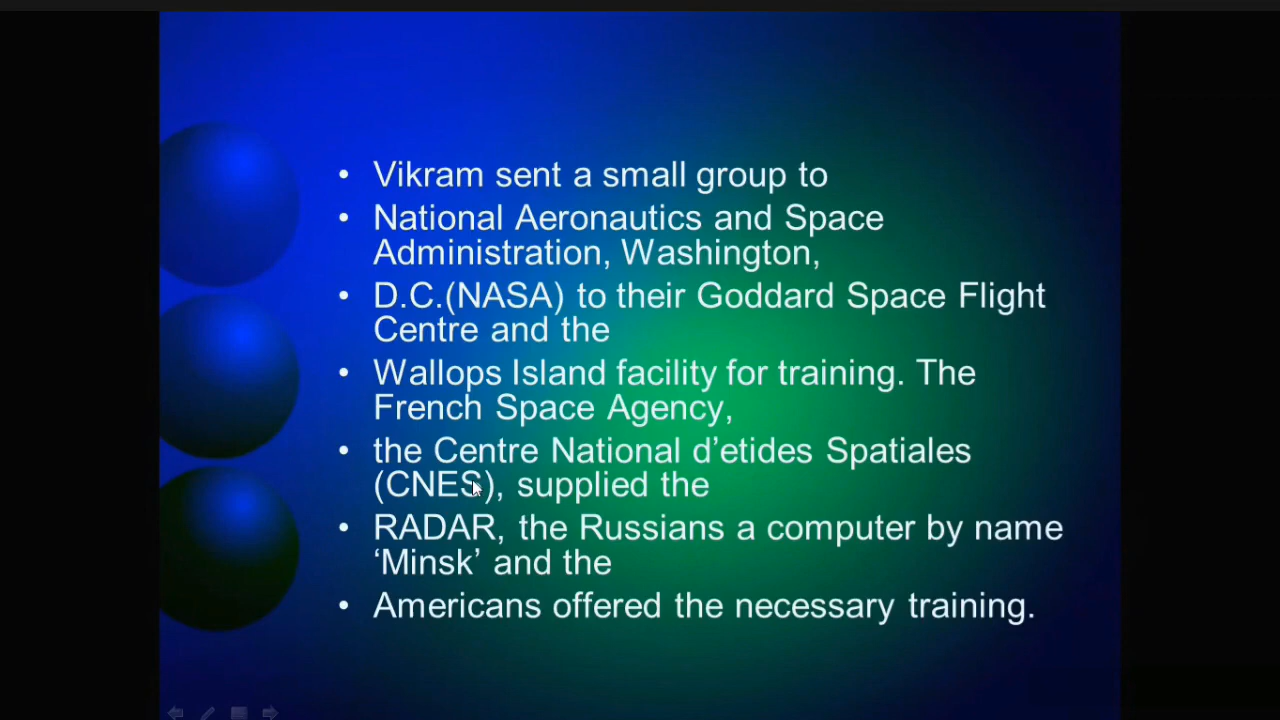 • Vikram sent a small group to
• National Aeronautics and Space
Administration, Washington,
• D.C.(NASA) to their Goddard Space Flight
Centre and the
• Wallops Island facility for training. The
French Space Agency,
• the Centre National d’etides Spatiales
(CNES), supplied the
• RADAR, the Russians a computer by name
‘Minsk’ and the
• Americans offered the necessary training.